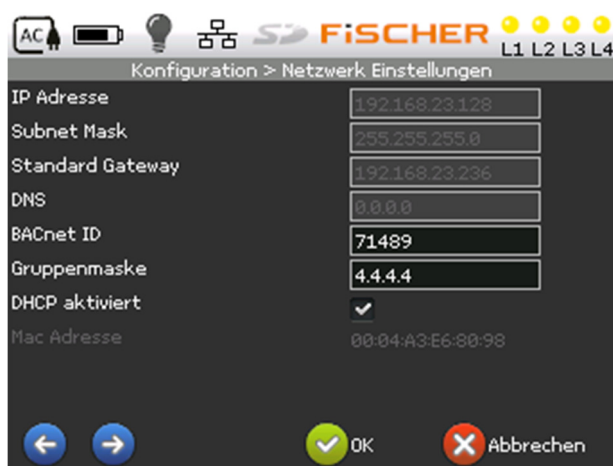 AC FiSCHER
L1 L2 L3 L4
Konfiguration > Netzwerk Einstellungen
IP Adresse 192.168.23.128
Subnet Mask 255.255.255.0
Standard Gateway 192.168.23.236
DNS 0.0.0.0
BACnet ID 71489
Gruppenmaske 4.4.4.4
DHCP aktiviert
Mac Adresse 00:04:A3:E6:80:98
OK Abbrechen